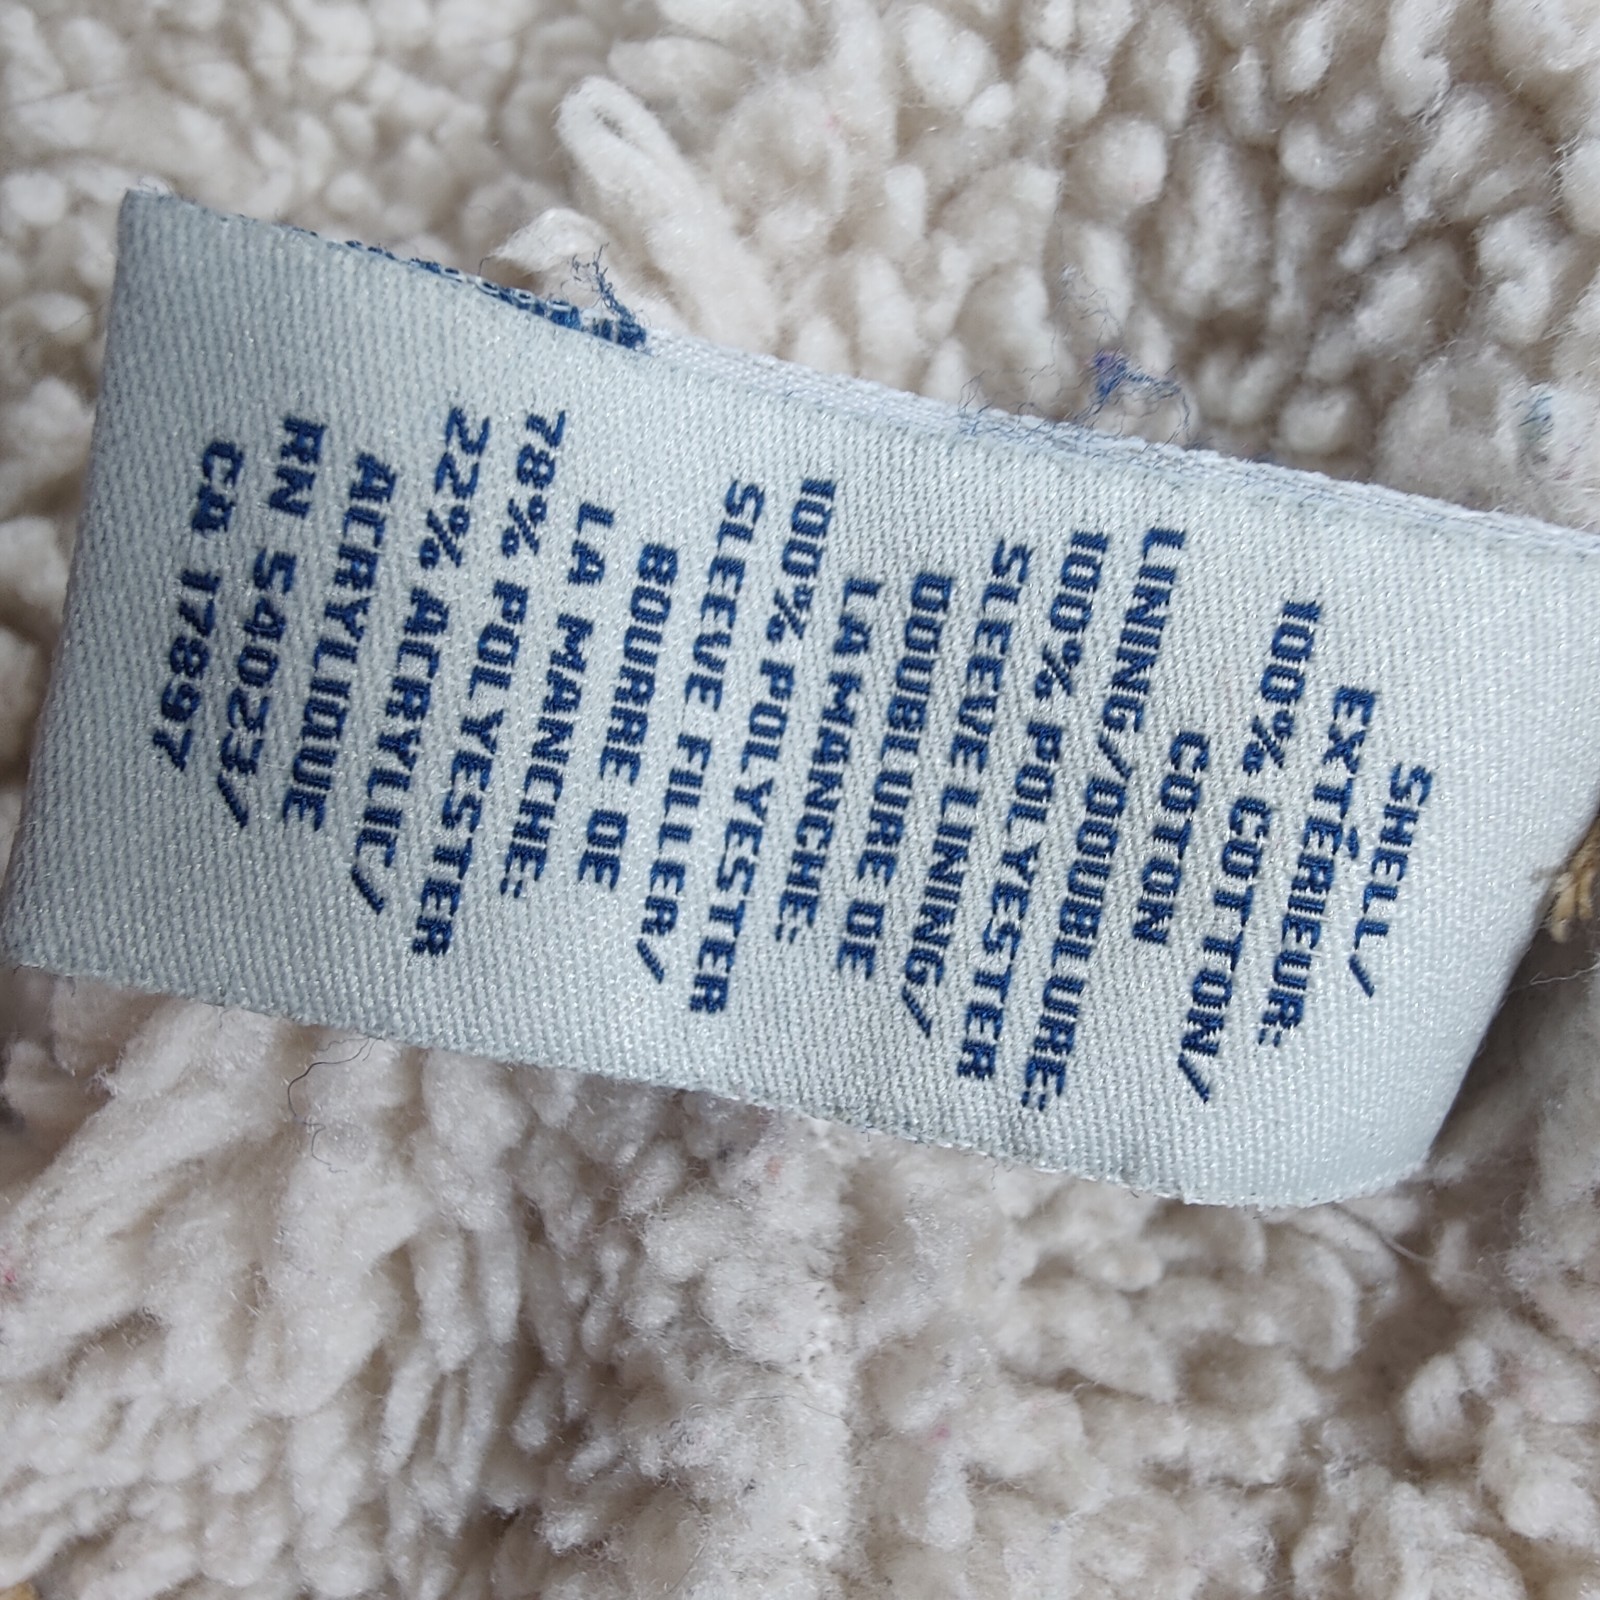 SHELL/
EXTÉRIEUR:
100% COTTON/
COTON
LINING/DOUBLURE:
100% POLYESTER
SLEEVE LINING/
DOUBLURE DE
LA MANCHE:
100% POLYESTER
SLEEVE FILLER/
BOURRE DE
LA MANCHE:
78% POLYESTER
22% ACRYLIC/
ACRYLIQUE
RN 54023/
CA 17897